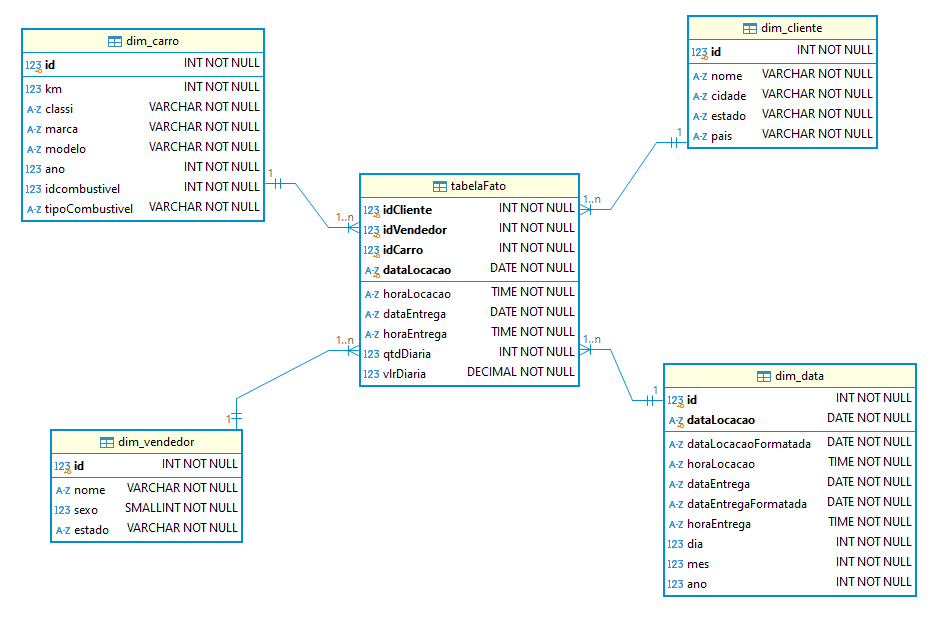 dim_carro
123 id INT NOT NULL
123 km INT NOT NULL
A-Z classi VARCHAR NOT NULL
A-Z marca VARCHAR NOT NULL
A-Z modelo VARCHAR NOT NULL
123 ano INT NOT NULL
123 idcombustivel INT NOT NULL
A-Z tipoCombustivel VARCHAR NOT NULL
1
1..n
dim_cliente
123 id INT NOT NULL
A-Z nome VARCHAR NOT NULL
A-Z cidade VARCHAR NOT NULL
A-Z estado VARCHAR NOT NULL
A-Z pais VARCHAR NOT NULL
1
1..n
tabelaFato
123 idCliente INT NOT NULL
123 idVendedor INT NOT NULL
123 idCarro INT NOT NULL
A-Z dataLocacao DATE NOT NULL
A-Z horaLocacao TIME NOT NULL
A-Z dataEntrega DATE NOT NULL
A-Z horaEntrega TIME NOT NULL
123 qtdDiaria INT NOT NULL
123 vlrDiaria DECIMAL NOT NULL
1..n
1
1..n
1
dim_vendedor
123 id INT NOT NULL
A-Z nome VARCHAR NOT NULL
123 sexo SMALLINT NOT NULL
A-Z estado VARCHAR NOT NULL
dim_data
123 id INT NOT NULL
A-Z dataLocacao DATE NOT NULL
A-Z dataLocacaoFormatada DATE NOT NULL
A-Z horaLocacao TIME NOT NULL
A-Z dataEntrega DATE NOT NULL
A-Z dataEntregaFormatada DATE NOT NULL
A-Z horaEntrega TIME NOT NULL
123 dia INT NOT NULL
123 mes INT NOT NULL
123 ano INT NOT NULL